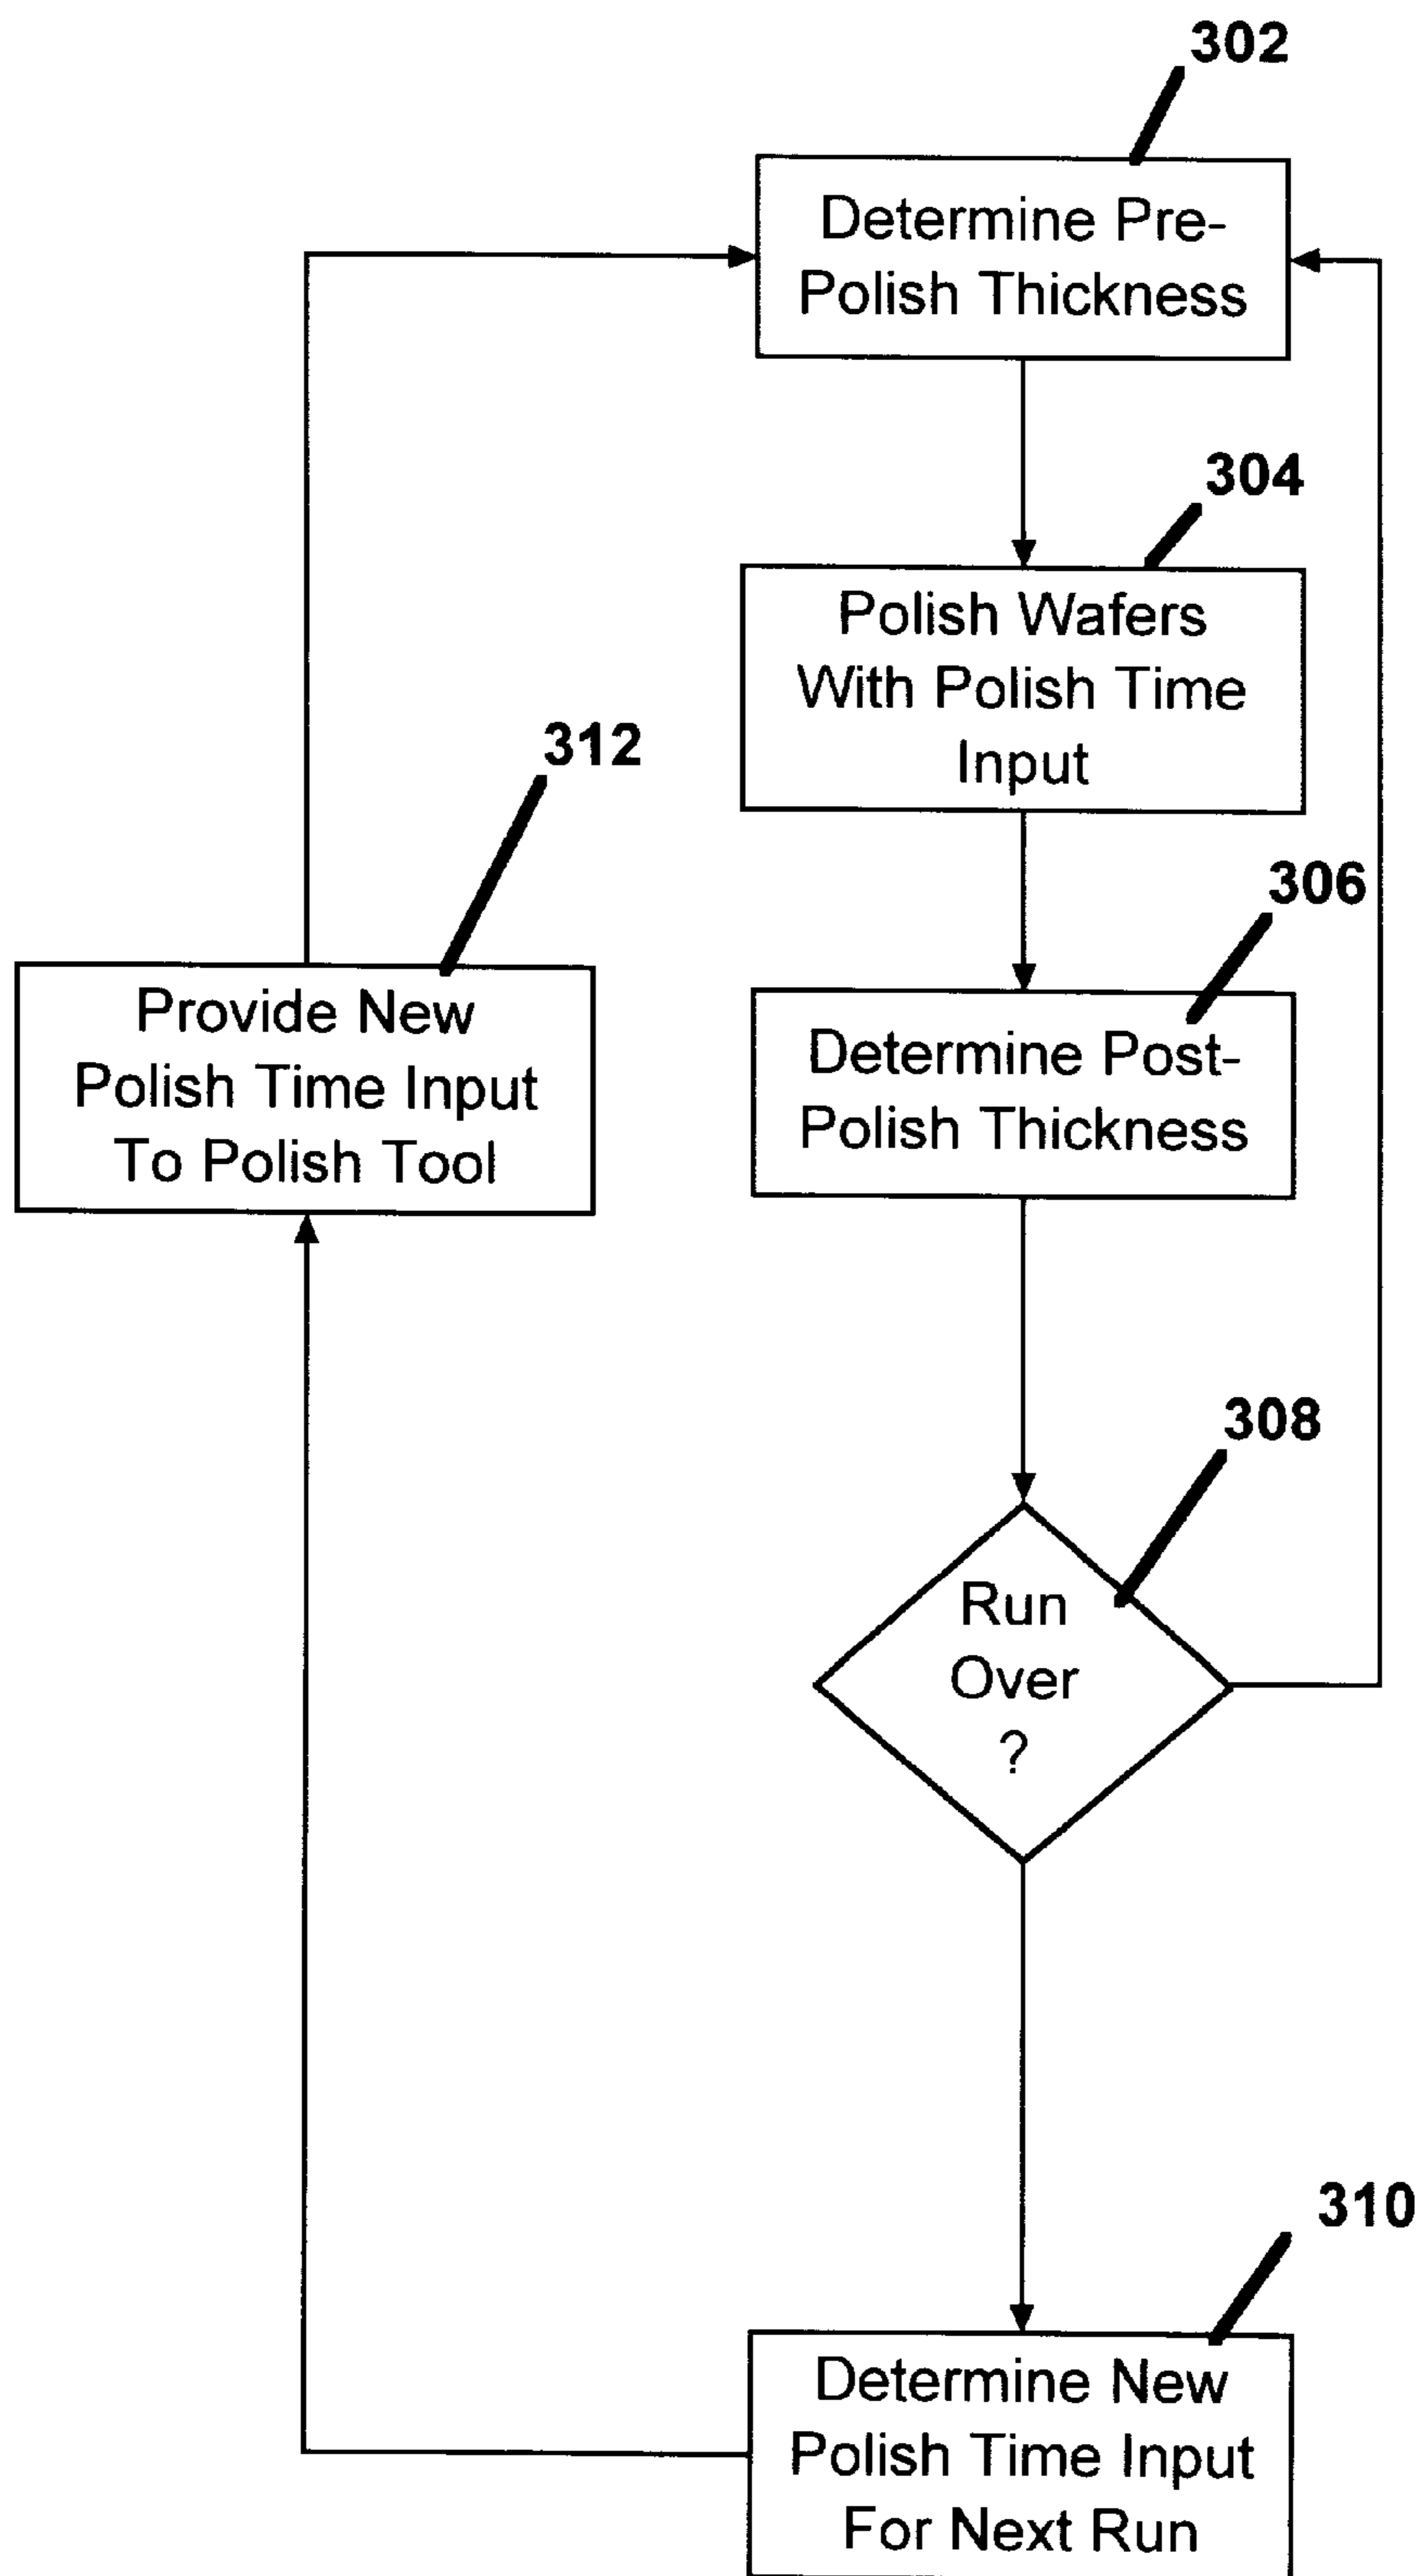 302
Determine Pre-
Polish Thickness
304
Polish Wafers
With Polish Time
Input
312
Provide New
Polish Time Input
To Polish Tool
306
Determine Post-
Polish Thickness
308
Run
Over
?
310
Determine New
Polish Time Input
For Next Run